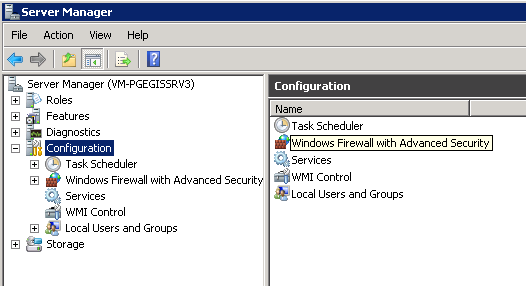 Server Manager
File Action View Help
Server Manager (VM-PGEGISSRV3)
Roles
Features
Diagnostics
Configuration
Task Scheduler
Windows Firewall with Advanced Security
Services
WMI Control
Local Users and Groups
Storage
Configuration
Name
Task Scheduler
Windows Firewall with Advanced Security
Services
WMI Control
Local Users and Groups